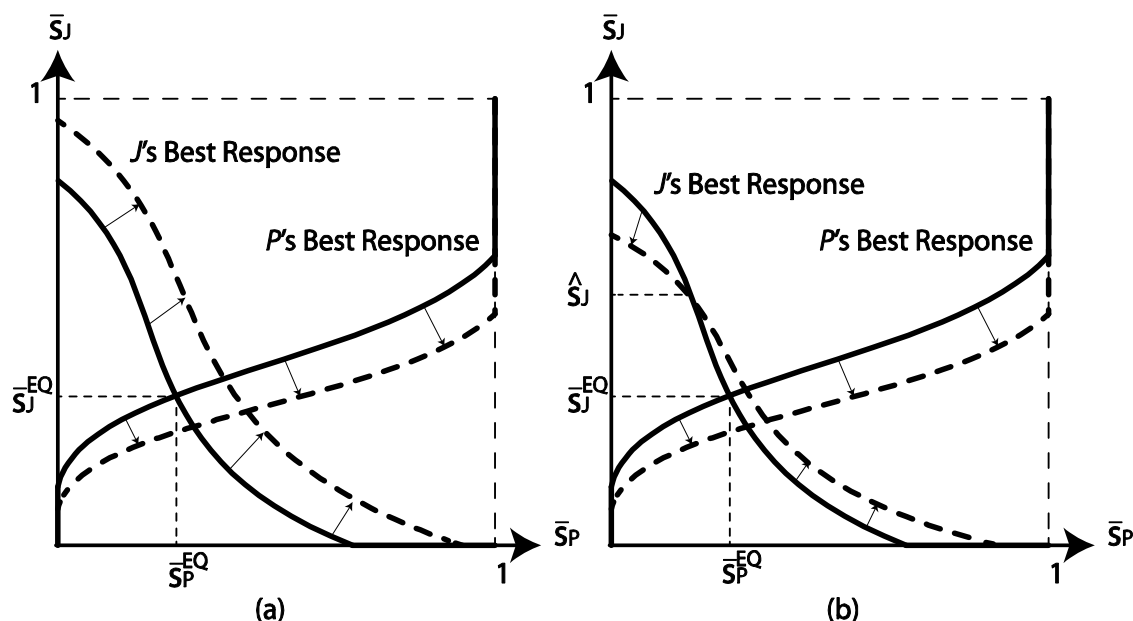 S̄J
1
J's Best Response
P's Best Response
S̄J^EQ
S̄P
S̄P^EQ
1
(a)
S̄J
1
J's Best Response
P's Best Response
ŝJ
S̄J^EQ
S̄P
S̄P^EQ
1
(b)